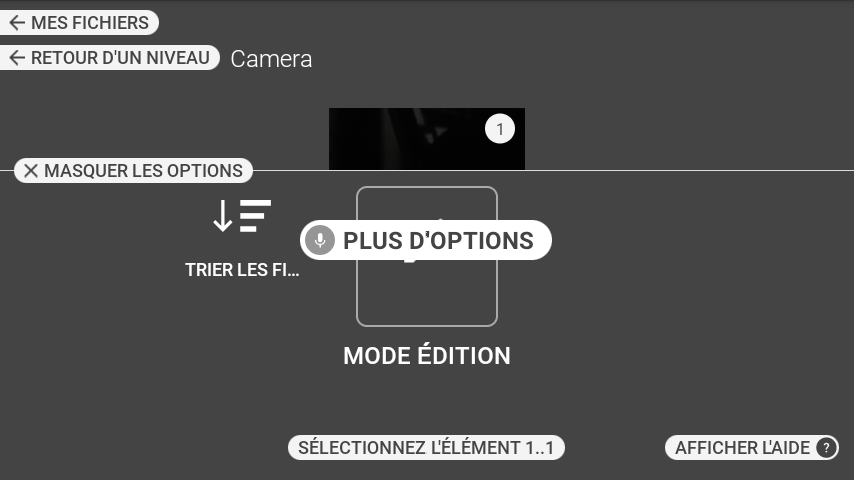 MES FICHIERS
RETOUR D'UN NIVEAU Camera
1
MASQUER LES OPTIONS
PLUS D'OPTIONS
TRIER LES FI...
MODE ÉDITION
SÉLECTIONNEZ L'ÉLÉMENT 1..1
AFFICHER L'AIDE ?